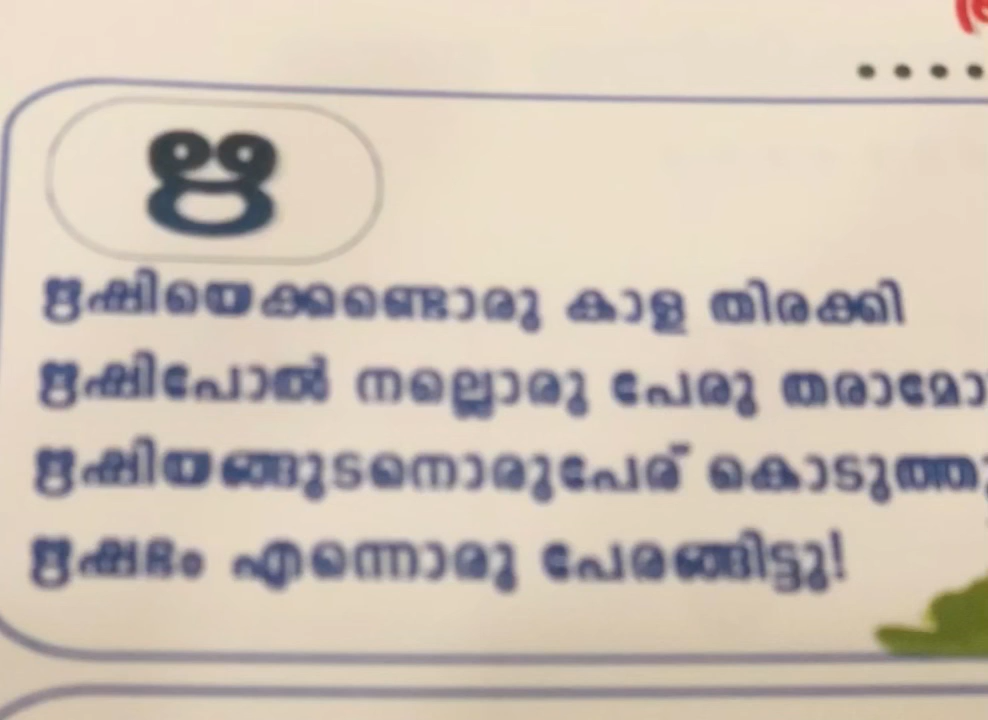 ഋ
ഋഷിയെക്കണ്ടൊരു കാള തിരക്കി
ഋഷിപോൽ നല്ലൊരു പേരു തരാമോ
ഋഷിയങ്ങുടനൊരുപേര് കൊടുത്തു
ഋഷഭം എന്നൊരു പേരങ്ങിട്ടു!